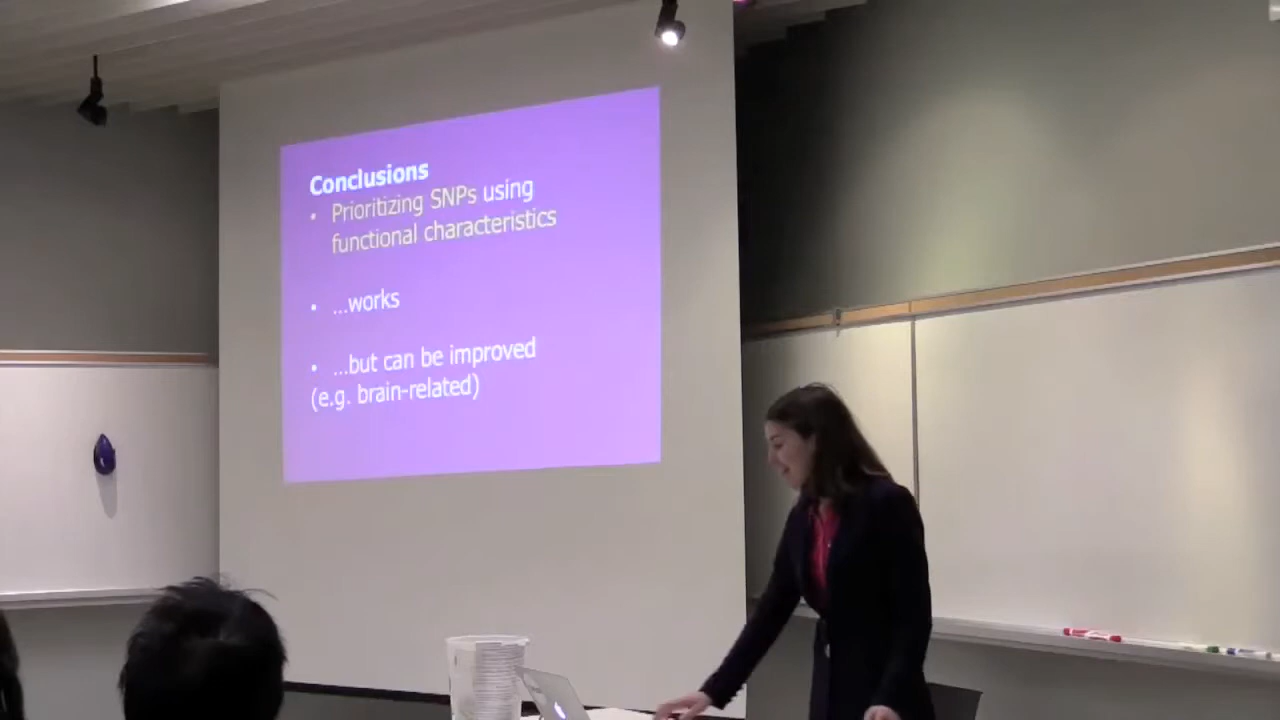 Conclusions
• Prioritizing SNPs using
functional characteristics
• ...works
• ...but can be improved
(e.g. brain-related)